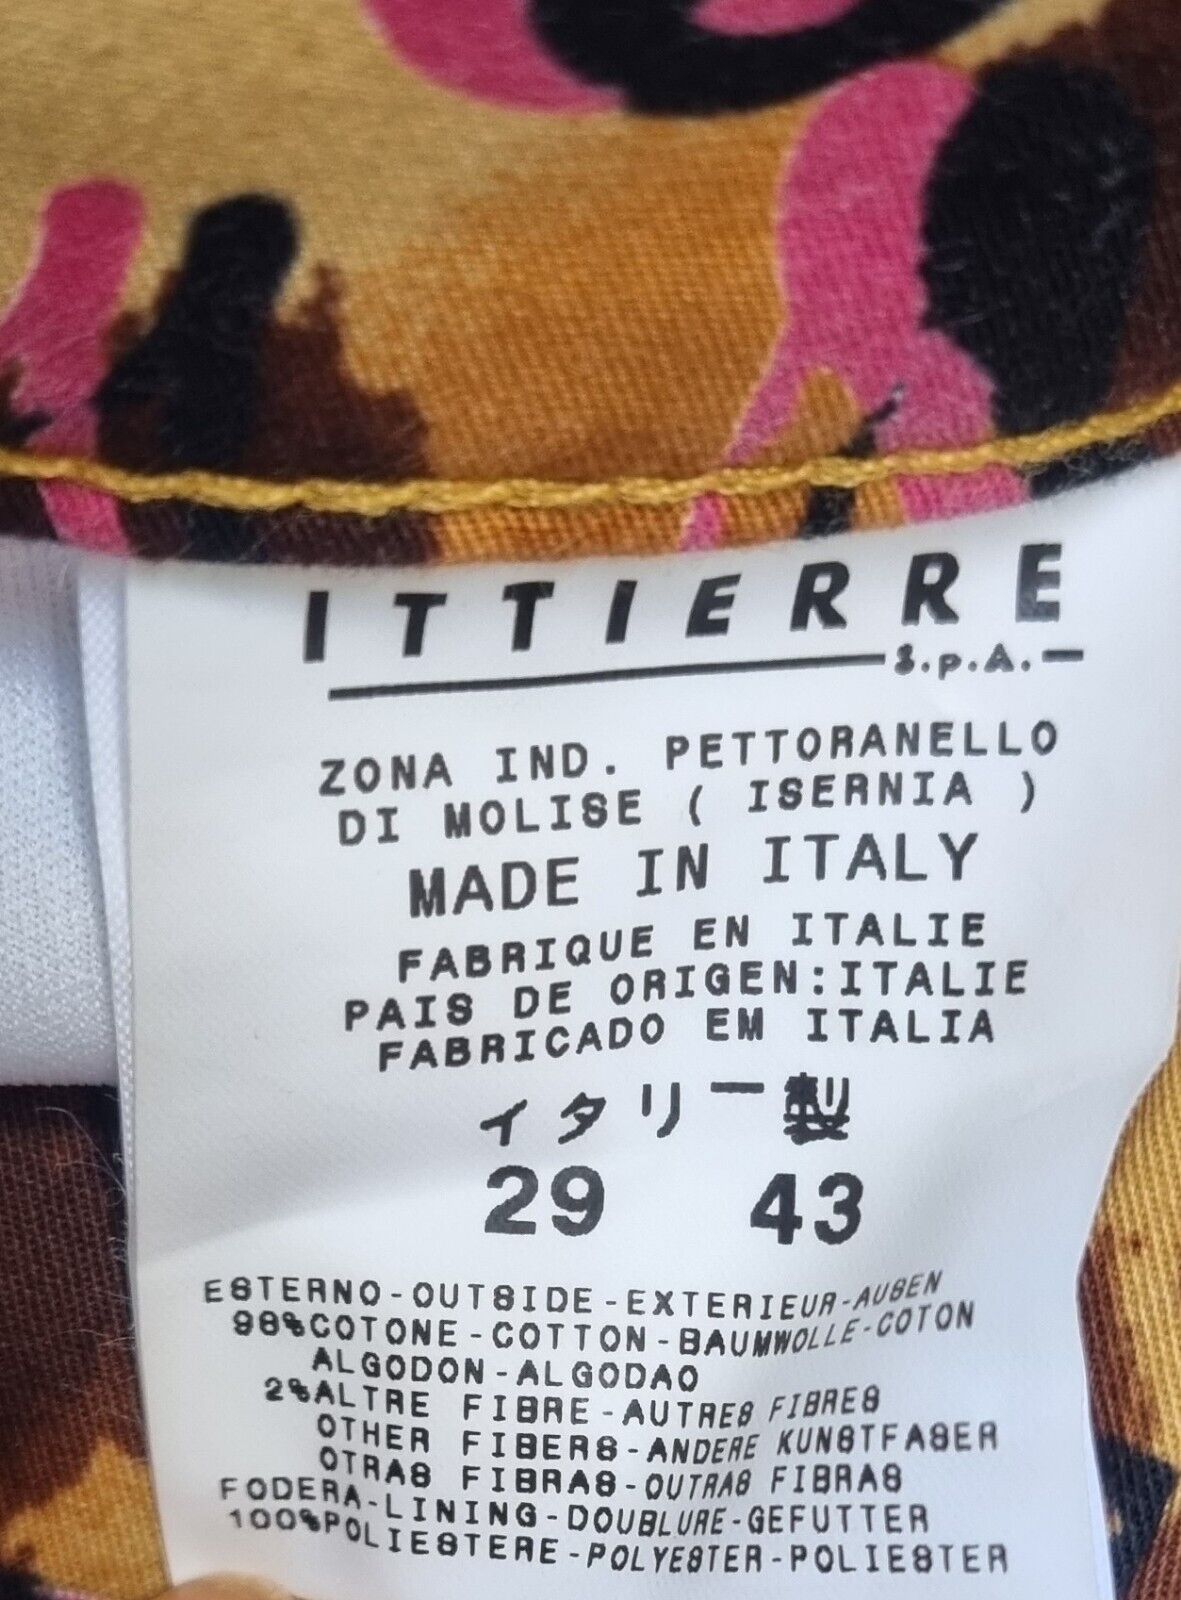 ITTIERRE
S.p.A.
ZONA IND. PETTORANELLO
DI MOLISE ( ISERNIA )
MADE IN ITALY
FABRIQUE EN ITALIE
PAIS DE ORIGEN:ITALIE
FABRICADO EM ITALIA
イタリー製
29 43
ESTERNO-OUTSIDE-EXTERIEUR-AUSEN
98%COTONE-COTTON-BAUMWOLLE-COTON
ALGODON-ALGODAO
2%ALTRE FIBRE-AUTRES FIBRES
OTHER FIBERS-ANDERE KUNSTFASER
OTRAS FIBRAS-OUTRAS FIBRAS
FODERA-LINING-DOUBLURE-GEFUTTER
100%POLIESTERE-POLYESTER-POLIESTER